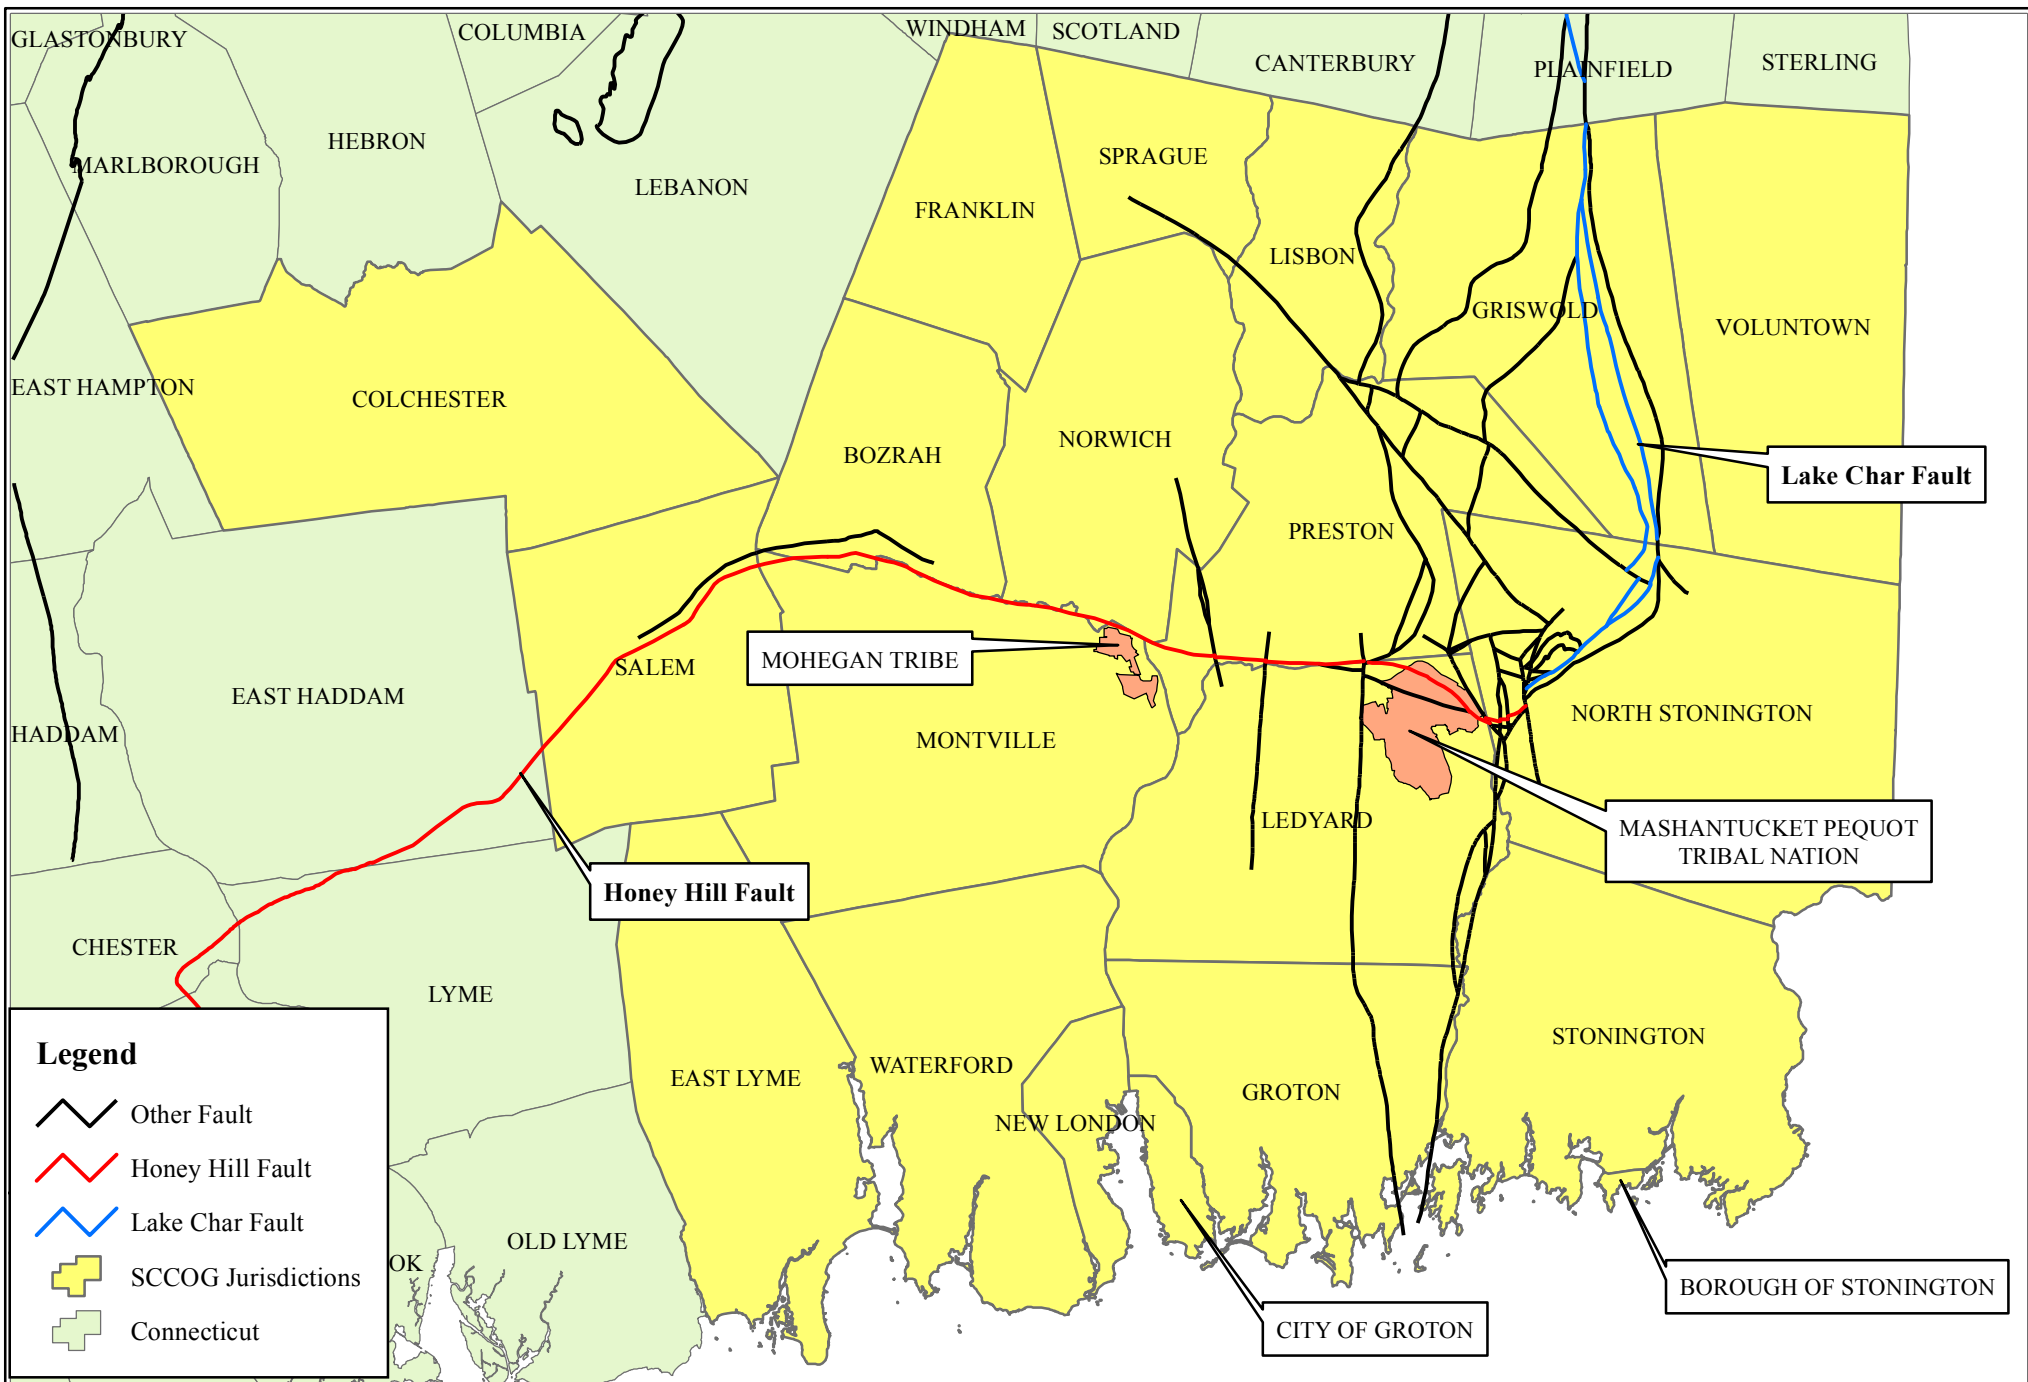 GLASTONBURY
COLUMBIA
WINDHAM
SCOTLAND
CANTERBURY
PLAINFIELD
STERLING
MARLBOROUGH
HEBRON
LEBANON
FRANKLIN
SPRAGUE
LISBON
GRISWOLD
VOLUNTOWN
EAST HAMPTON
COLCHESTER
BOZRAH
NORWICH
PRESTON
Lake Char Fault
MOHEGAN TRIBE
SALEM
EAST HADDAM
HADDAM
MONTVILLE
NORTH STONINGTON
LEDYARD
MASHANTUCKET PEQUOT
TRIBAL NATION
Honey Hill Fault
CHESTER
LYME
EAST LYME
WATERFORD
NEW LONDON
GROTON
STONINGTON
OLD LYME
OK
CITY OF GROTON
BOROUGH OF STONINGTON
Legend
Other Fault
Honey Hill Fault
Lake Char Fault
SCCOG Jurisdictions
Connecticut